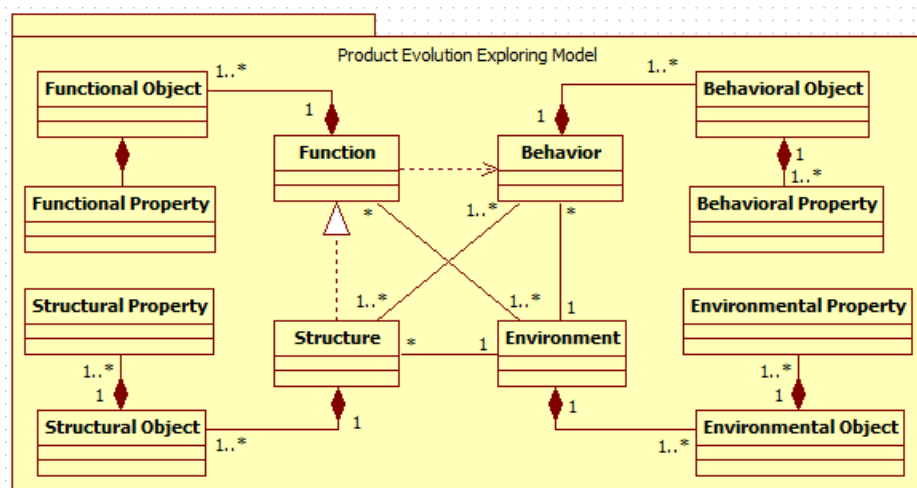 Product Evolution Exploring Model
1..*
1..*
Functional Object
Behavioral Object
1
1
Function
Behavior
1
1..*
Functional Property
Behavioral Property
*
1..*
*
1..*
1..*
1
Structural Property
Environmental Property
Structure
*
1
Environment
1..*
1..*
1
1
1
1
Structural Object
Environmental Object
1..*
1..*